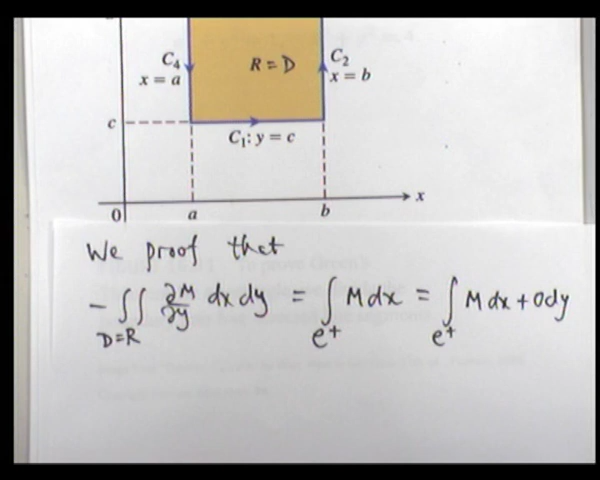 C₄
x = a
R = D
C₂
x = b
c
C₁: y = c
x
0
a
b
We proof that
- ∬ ∂M/∂y dx dy = ∫ M dx = ∫ M dx + 0dy
D=R
e⁺
e⁺